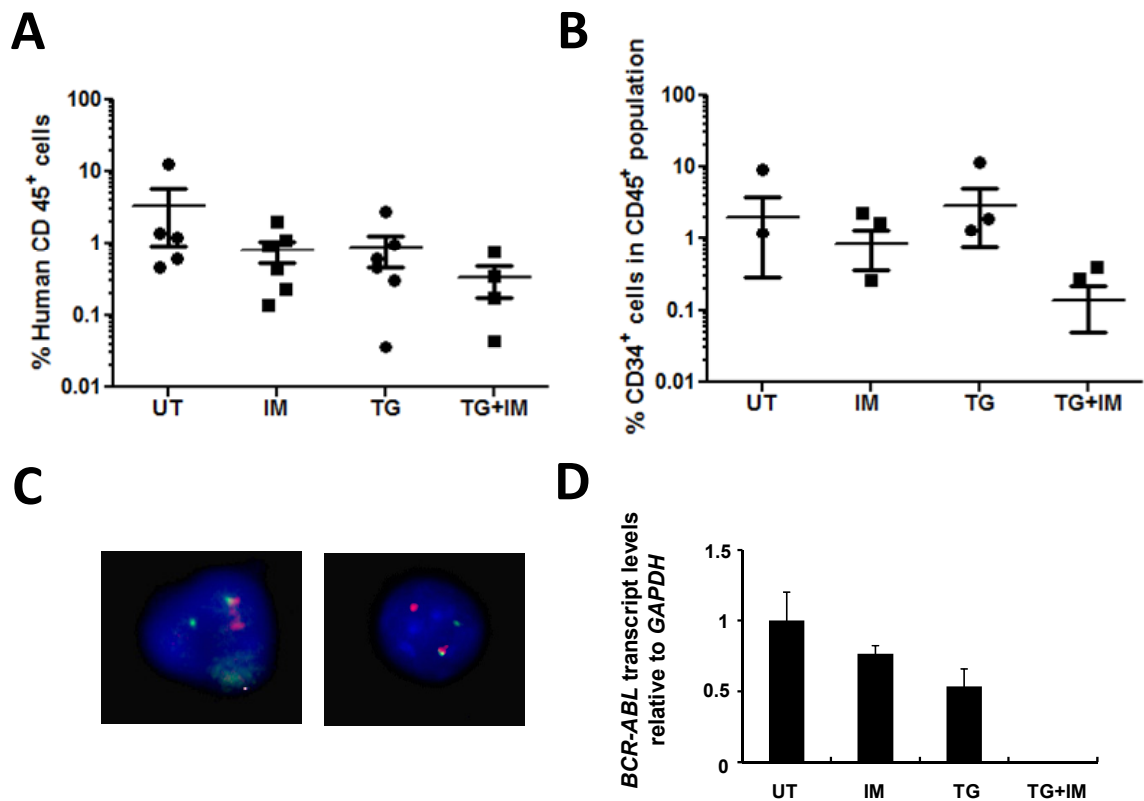 A
B
% Human CD 45+ cells
100
10
1
0.1
0.01
UT IM TG TG+IM
% CD34+ cells in CD45+ population
100
10
1
0.1
0.01
UT IM TG TG+IM
C
D
BCR-ABL transcript levels
relative to GAPDH
1.5
1
0.5
0
UT IM TG TG+IM